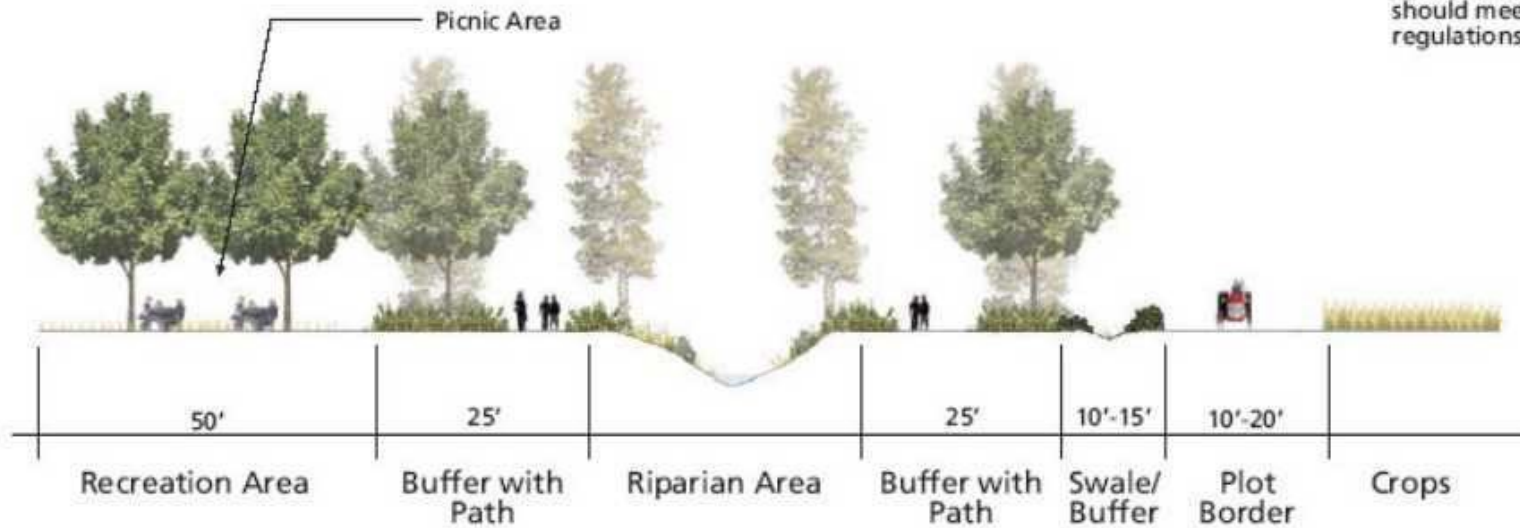 Picnic Area
should mee
regulations
50'
25'
25'
10'-15'
10'-20'
Recreation Area
Buffer with
Path
Riparian Area
Buffer with
Path
Swale/
Buffer
Plot
Border
Crops